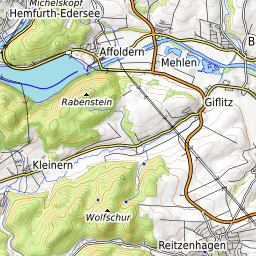 Michelskopf
Hemfurth-Edersee
Affoldern
B
Mehlen
Rabenstein
Giflitz
Kleinern
Wolfschur
Reitzenhagen